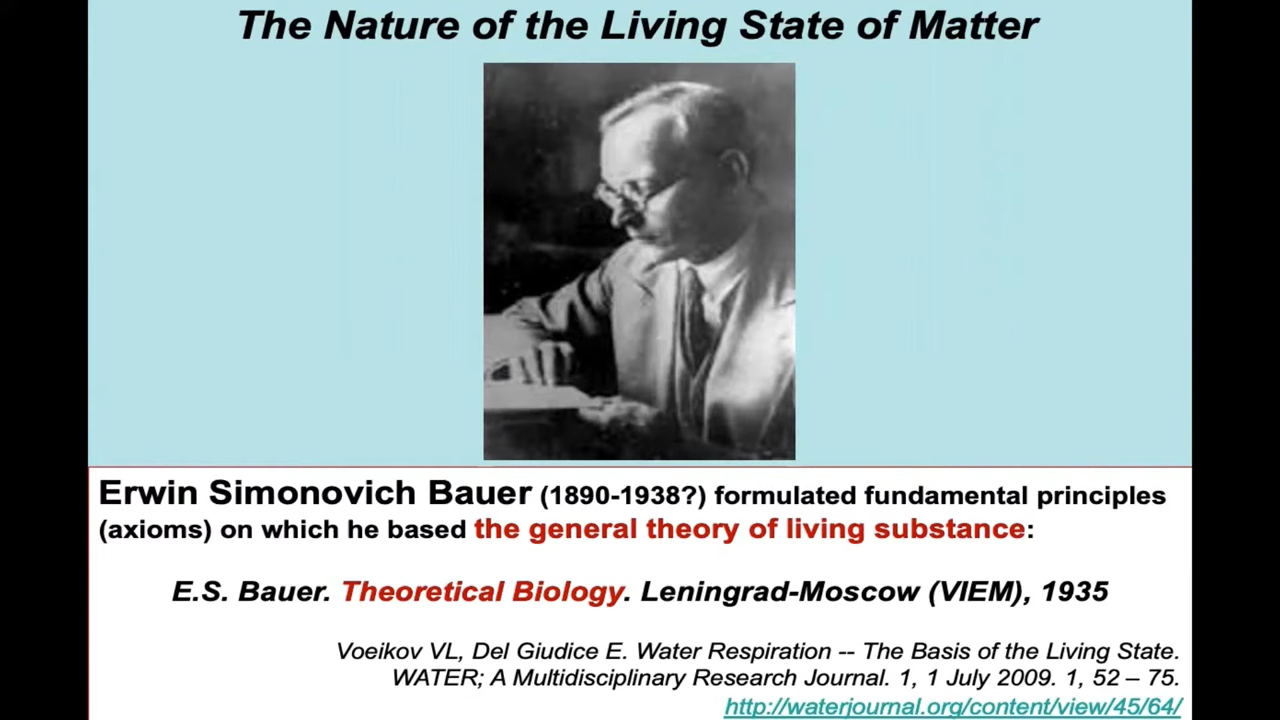 The Nature of the Living State of Matter
Erwin Simonovich Bauer (1890-1938?) formulated fundamental principles
(axioms) on which he based the general theory of living substance:
E.S. Bauer. Theoretical Biology. Leningrad-Moscow (VIEM), 1935
Voeikov VL, Del Giudice E. Water Respiration -- The Basis of the Living State.
WATER; A Multidisciplinary Research Journal. 1, 1 July 2009. 1, 52 – 75.
http://waterjournal.org/content/view/45/64/